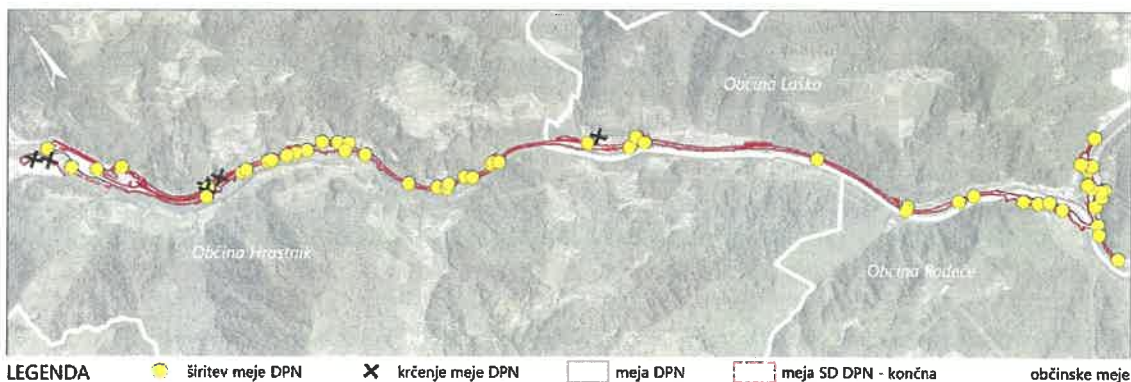 Občina Laško
Občina Hrastnik
Občina Radeče
LEGENDA širitev meje DPN krčenje meje DPN meja DPN meja SD DPN - končna občinske meje